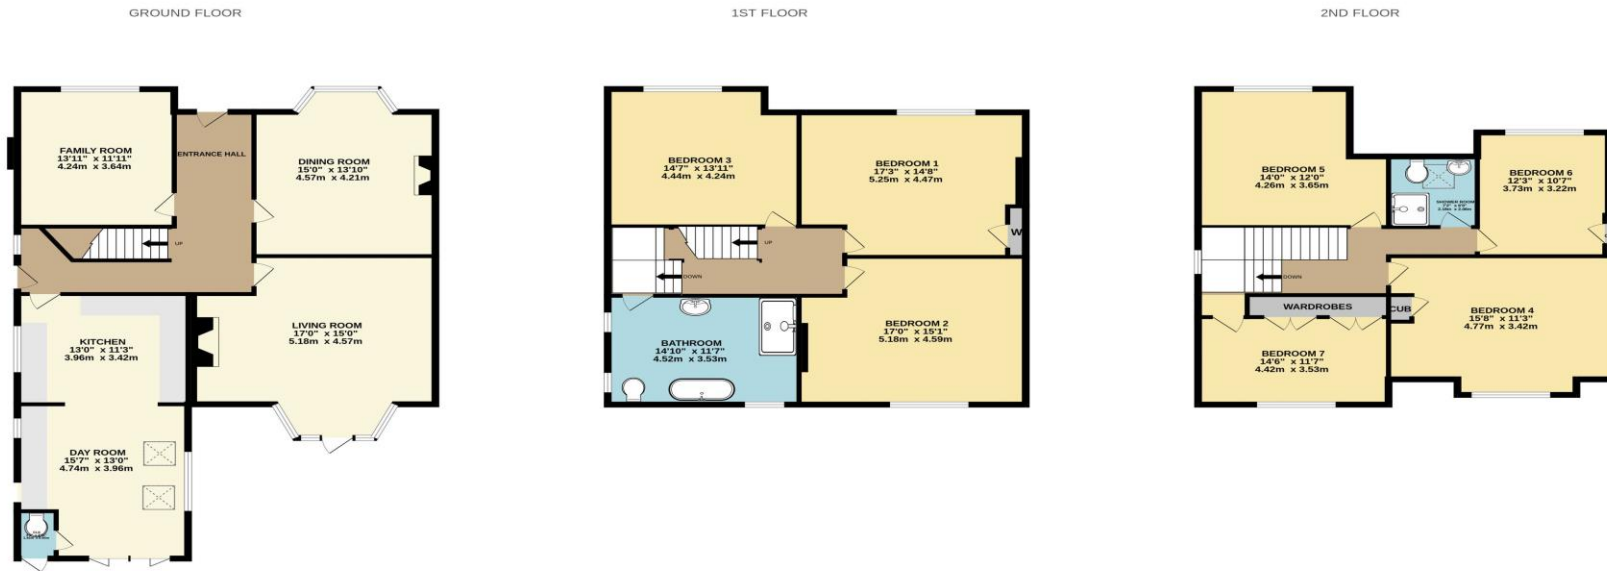 GROUND FLOOR
1ST FLOOR
2ND FLOOR
FAMILY ROOM
13'11" x 11'11"
4.24m x 3.64m
ENTRANCE HALL
DINING ROOM
15'0" x 13'10"
4.57m x 4.21m
UP
KITCHEN
13'0" x 11'3"
3.96m x 3.42m
LIVING ROOM
17'0" x 15'0"
5.18m x 4.57m
DAY ROOM
15'7" x 13'0"
4.74m x 3.96m
BEDROOM 3
14'7" x 13'11"
4.44m x 4.24m
BEDROOM 1
17'3" x 14'8"
5.25m x 4.47m
W
UP
DOWN
BATHROOM
14'10" x 11'7"
4.52m x 3.53m
BEDROOM 2
17'0" x 15'1"
5.18m x 4.59m
BEDROOM 5
14'0" x 12'0"
4.26m x 3.65m
SHOWER ROOM
BEDROOM 6
12'3" x 10'7"
3.73m x 3.22m
DOWN
WARDROBES
CUB
BEDROOM 4
15'8" x 11'3"
4.77m x 3.42m
BEDROOM 7
14'6" x 11'7"
4.42m x 3.53m